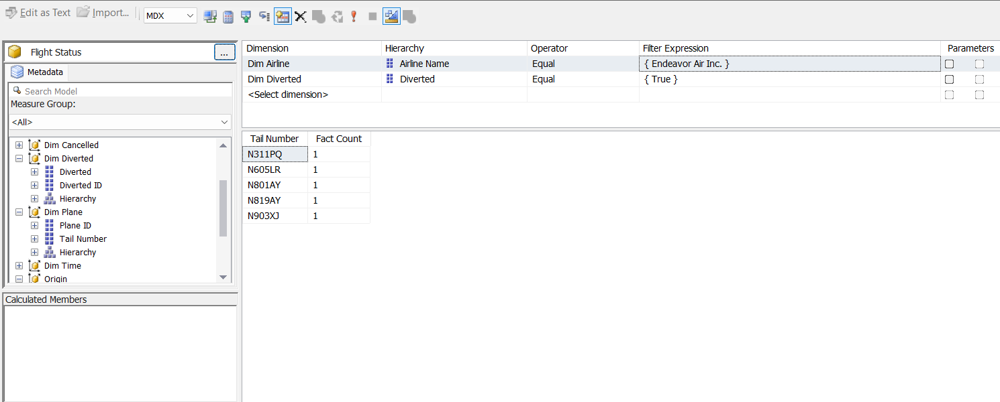 Edit as Text Import... MDX
Flight Status ...
Metadata
Search Model
Measure Group:
<All>
Dim Cancelled
Dim Diverted
Diverted
Diverted ID
Hierarchy
Dim Plane
Plane ID
Tail Number
Hierarchy
Dim Time
Origin
Calculated Members
Dimension Hierarchy Operator Filter Expression Parameters
Dim Airline Airline Name Equal { Endeavor Air Inc. }
Dim Diverted Diverted Equal { True }
<Select dimension>
Tail Number Fact Count
N311PQ 1
N605LR 1
N801AY 1
N819AY 1
N903XJ 1